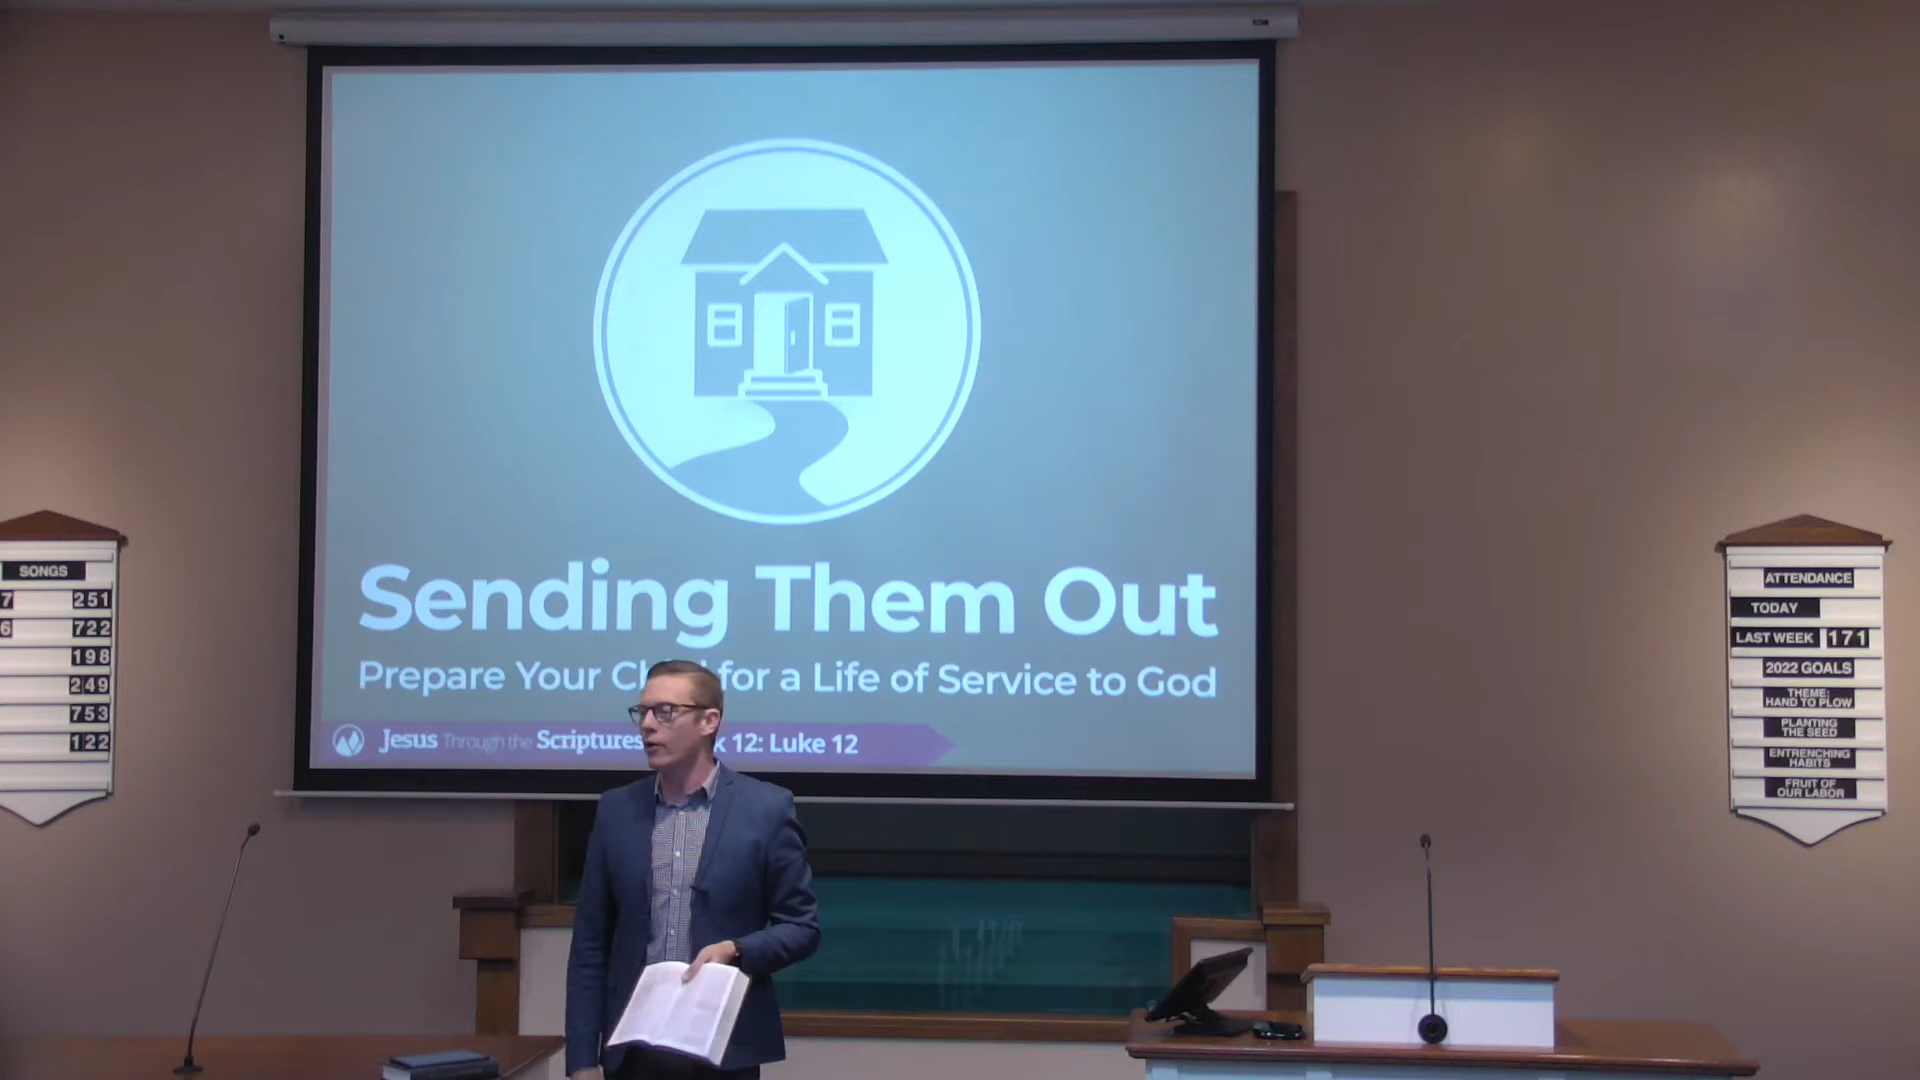 Sending Them Out
Prepare Your Ch d for a Life of Service to God
Jesus Through the Scriptures k 12: Luke 12
SONGS
7 251
6 722
198
249
753
122
ATTENDANCE
TODAY
LAST WEEK 171
2022 GOALS
THEME:
HAND TO PLOW
PLANTING
THE SEED
ENTRENCHING
HABITS
FRUIT OF
OUR LABOR